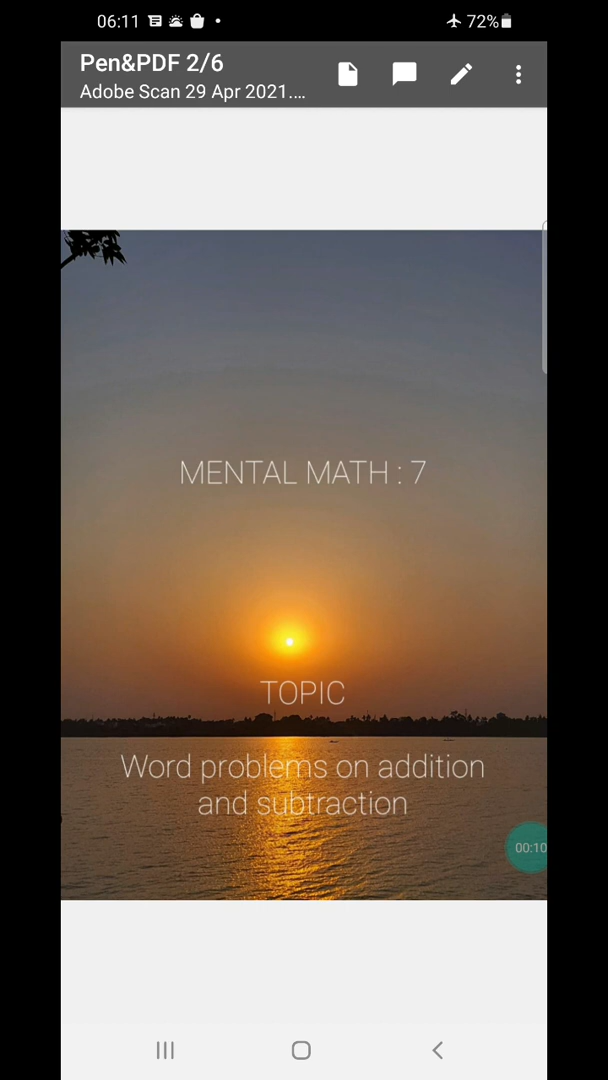 06:11
72%
Pen&PDF 2/6
Adobe Scan 29 Apr 2021....
MENTAL MATH : 7
TOPIC
Word problems on addition
and subtraction
00:10